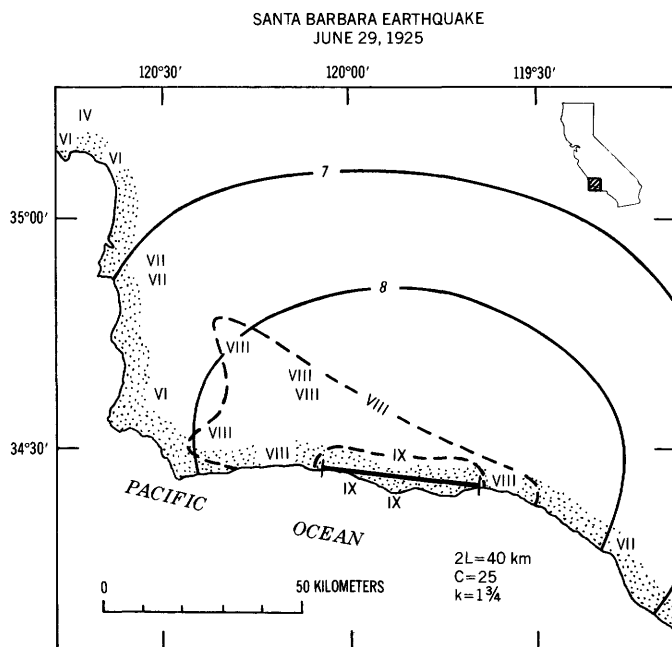 SANTA BARBARA EARTHQUAKE
JUNE 29, 1925
120°30′ 120°00′ 119°30′
IV
VI
VI
7
35°00′
VII
VII
8
VIII
VIII
VIII
VIII
VI
VIII
34°30′
VIII
IX
VIII
IX
IX
PACIFIC
OCEAN
VII
2L=40 km
C=25
k=1¾
0 50 KILOMETERS